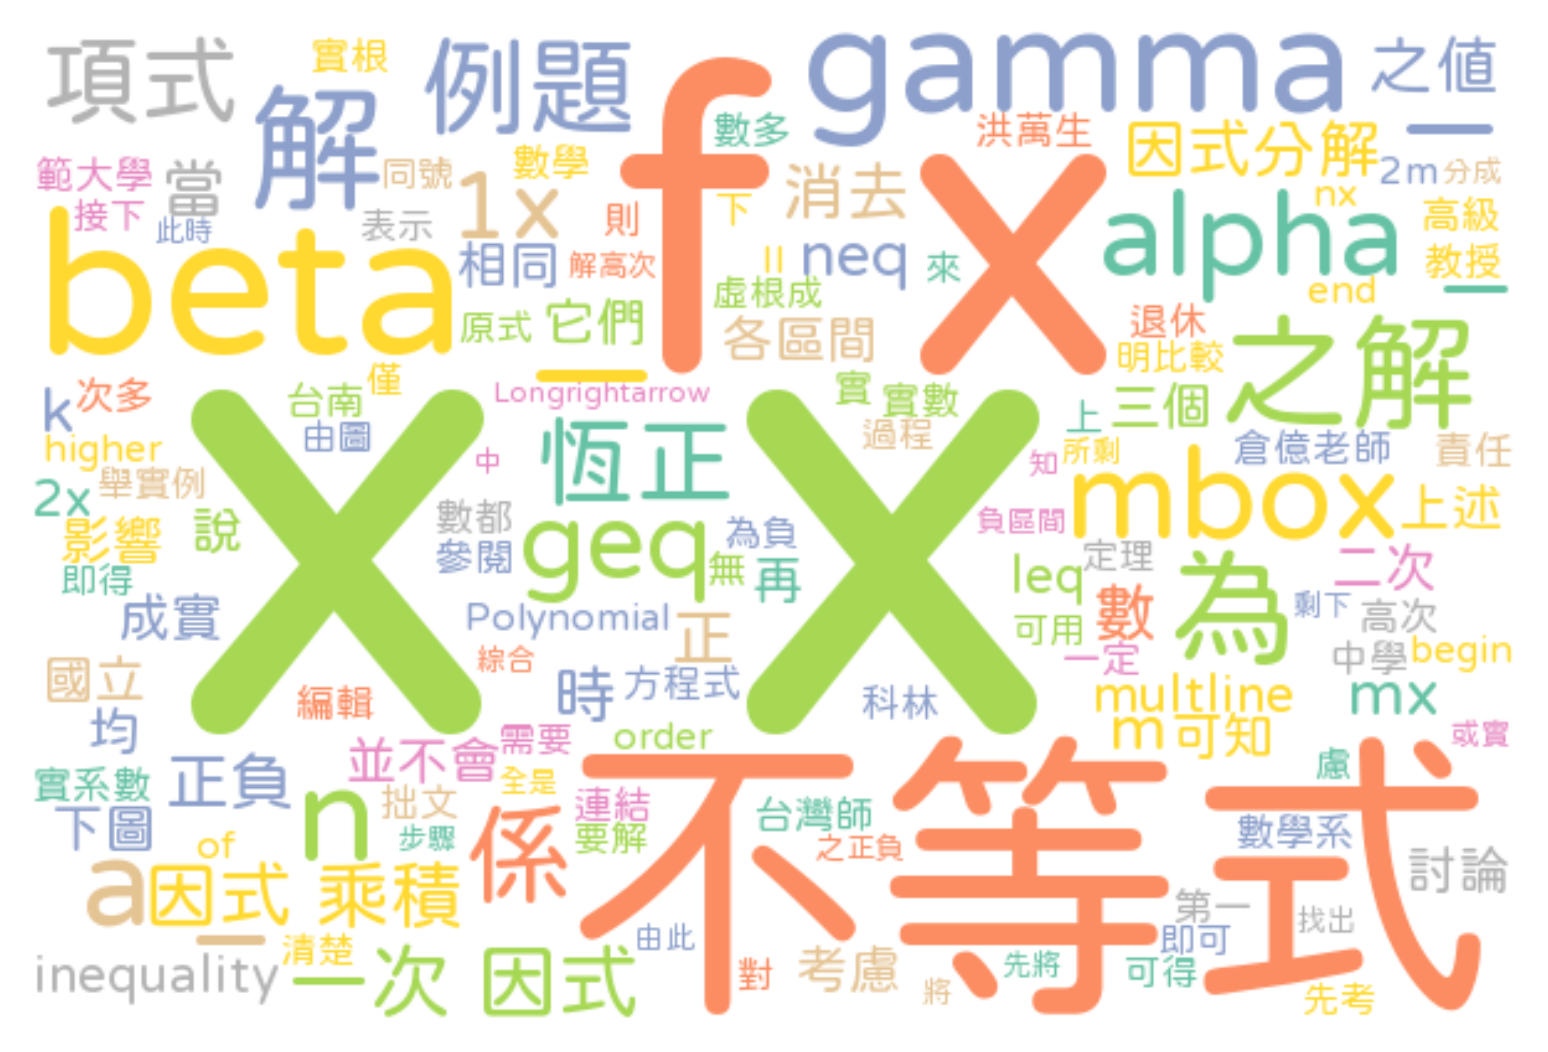 項式
實根
例題
f
gamma
之值
解
數多
洪萬生
因式分解
範大學
當
同號
1x
數學
消去
x
2m
分成
接下
此時
表示
則
下
alpha
nx
高級
beta
相同
解高次
II
neq
來
教授
原式
它們
虛根成
各區間
end
退休
明比較
之解
k
次多
僅
台南
Longrightarrow
實
實數
上
三個
higher
由圖
x
中
恆正
x
過程
知
所剩
倉億老師
責任
2x
舉實例
數都
mbox
上述
影響
說
參閱
geq
無
為負
再
負區間
定理
二次
即得
leq
為
成實
Polynomial
正
可用
數
剩下
高次
國立
綜合
一定
中學
begin
均
編輯
時
方程式
科林
multline
mx
m
可知
或實
並不會
需要
order
實系數
正負
全是
不等式
慮
下圖
n
拙文
連結
台灣師
數學系
of
步驟
係
要解
之正負
討論
a
因式
乘積
第一
找出
清楚
由此
即可
inequality
一次
因式
對
考慮
將
先將
可得
先考